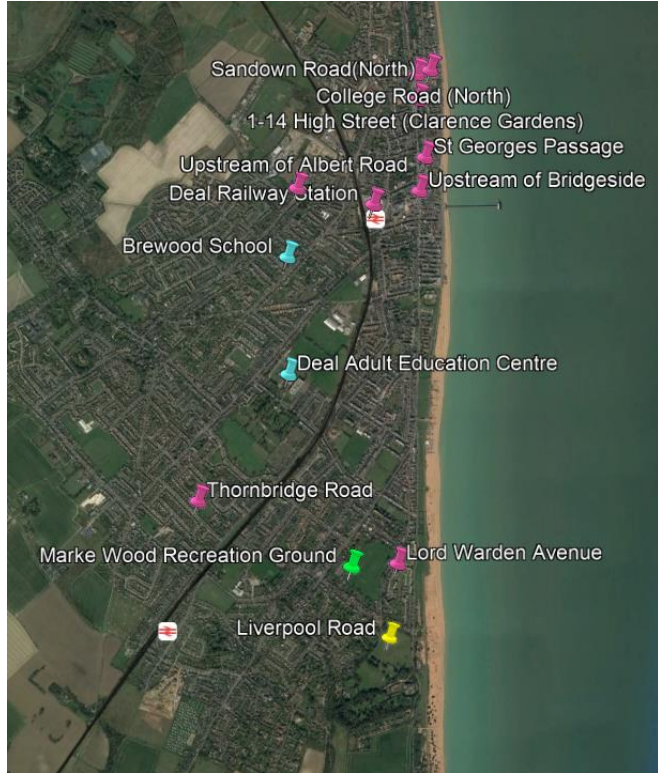 Sandown Road(North)
College Road (North)
1-14 High Street (Clarence Gardens)
St Georges Passage
Upstream of Albert Road
Upstream of Bridgeside
Deal Railway Station
Brewood School
Deal Adult Education Centre
Thornbridge Road
Marke Wood Recreation Ground
Lord Warden Avenue
Liverpool Road